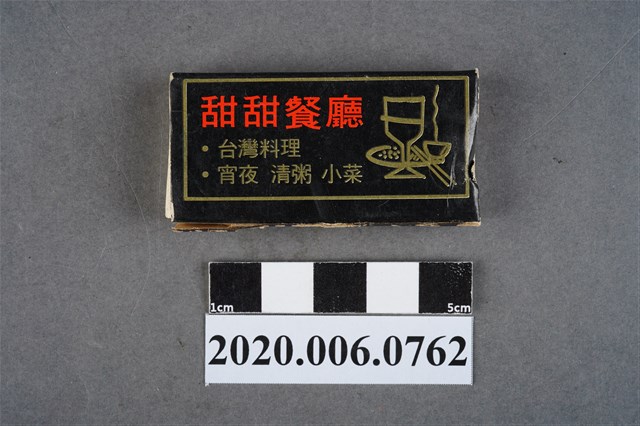 甜甜餐廳
・台灣料理
・宵夜 清粥 小菜
1cm 5cm
2020.006.0762